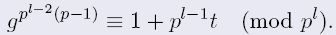 g^{p^{l-2}(p-1)} ≡ 1 + p^{l-1}t (mod p^l).